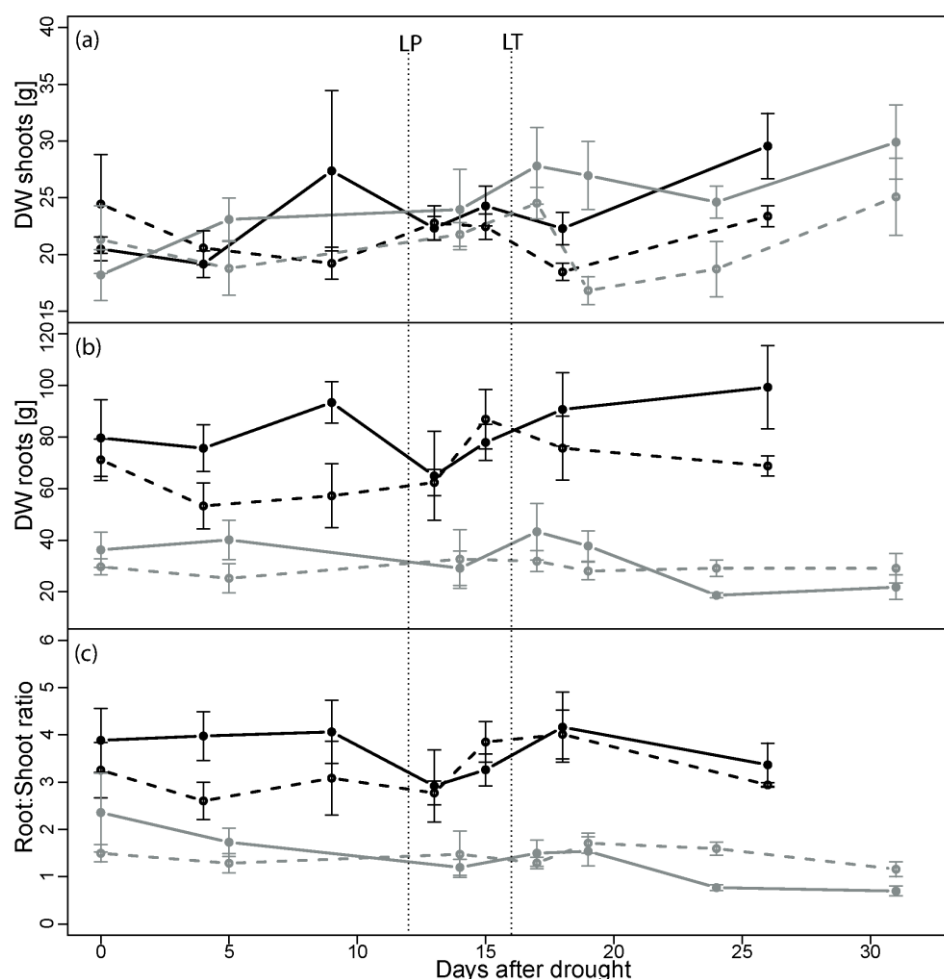 (a)
LP
LT
DW shoots [g]
40
35
30
25
20
15
(b)
DW roots [g]
120
100
80
60
40
20
(c)
Root:Shoot ratio
6
5
4
3
2
1
0
0 5 10 15 20 25 30
Days after drought